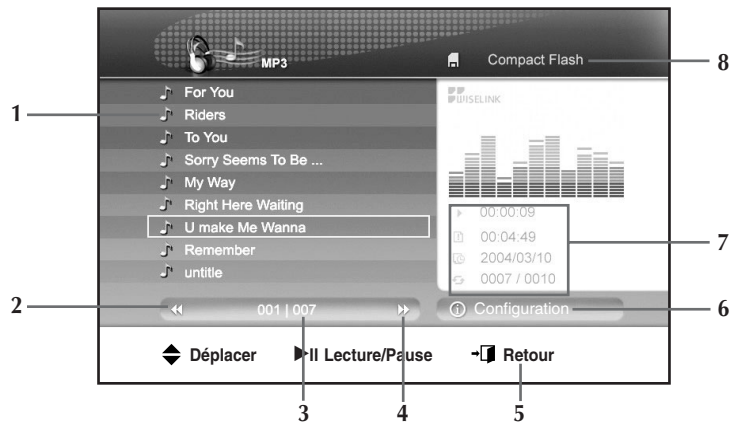 MP3
Compact Flash
8
For You
WISELINK
1
Riders
To You
Sorry Seems To Be ...
My Way
Right Here Waiting
00:00:09
U make Me Wanna
00:04:49
7
Remember
2004/03/10
untitle
0007 / 0010
2
001 | 007
Configuration
6
Déplacer
Lecture/Pause
Retour
3
4
5